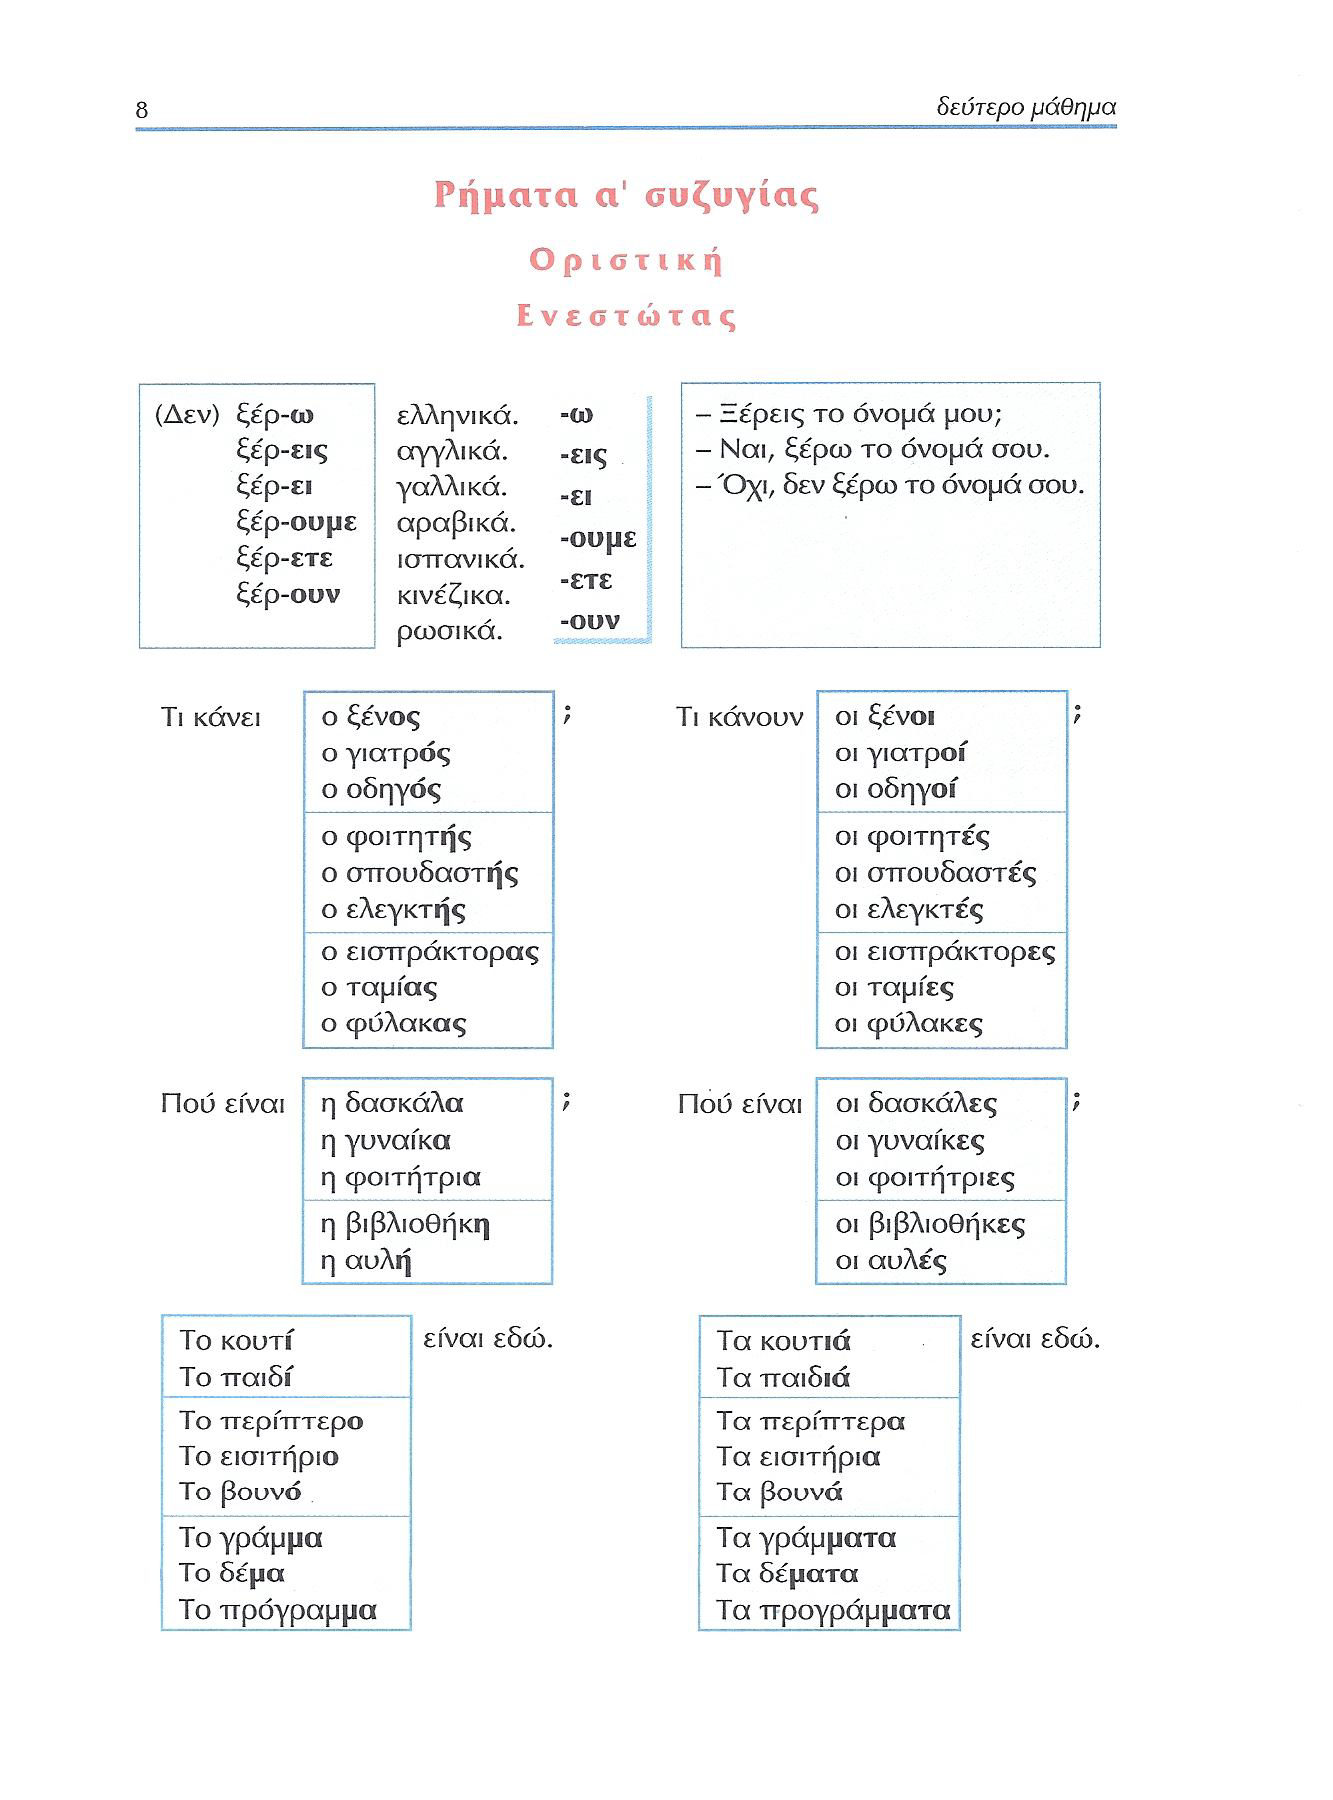 8 δεύτερο μάθημα
Ρήματα α' συζυγίας
Οριστική
Ενεστώτας
(Δεν) ξέρ-ω ελληνικά. -ω
ξέρ-εις αγγλικά. -εις
ξέρ-ει γαλλικά. -ει
ξέρ-ουμε αραβικά. -ουμε
ξέρ-ετε ισπανικά. -ετε
ξέρ-ουν κινέζικα. -ουν
ρωσικά.
– Ξέρεις το όνομά μου;
– Ναι, ξέρω το όνομά σου.
– Όχι, δεν ξέρω το όνομά σου.
Τι κάνει ο ξένος ; Τι κάνουν οι ξένοι ;
ο γιατρός οι γιατροί
ο οδηγός οι οδηγοί
ο φοιτητής οι φοιτητές
ο σπουδαστής οι σπουδαστές
ο ελεγκτής οι ελεγκτές
ο εισπράκτορας οι εισπράκτορες
ο ταμίας οι ταμίες
ο φύλακας οι φύλακες
Πού είναι η δασκάλα ; Πού είναι οι δασκάλες ;
η γυναίκα οι γυναίκες
η φοιτήτρια οι φοιτήτριες
η βιβλιοθήκη οι βιβλιοθήκες
η αυλή οι αυλές
Το κουτί είναι εδώ. Τα κουτιά είναι εδώ.
Το παιδί Τα παιδιά
Το περίπτερο Τα περίπτερα
Το εισιτήριο Τα εισιτήρια
Το βουνό Τα βουνά
Το γράμμα Τα γράμματα
Το δέμα Τα δέματα
Το πρόγραμμα Τα προγράμματα